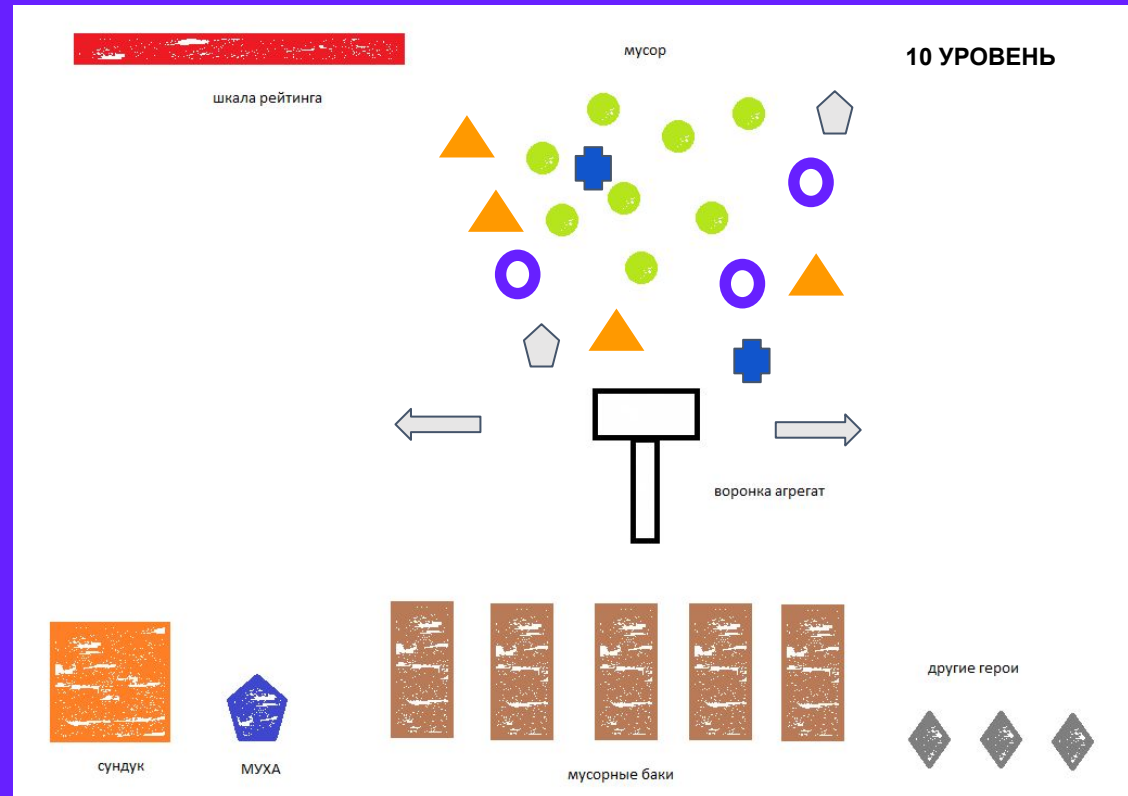 мусор
10 УРОВЕНЬ
шкала рейтинга
воронка агрегат
другие герои
сундук
МУХА
мусорные баки